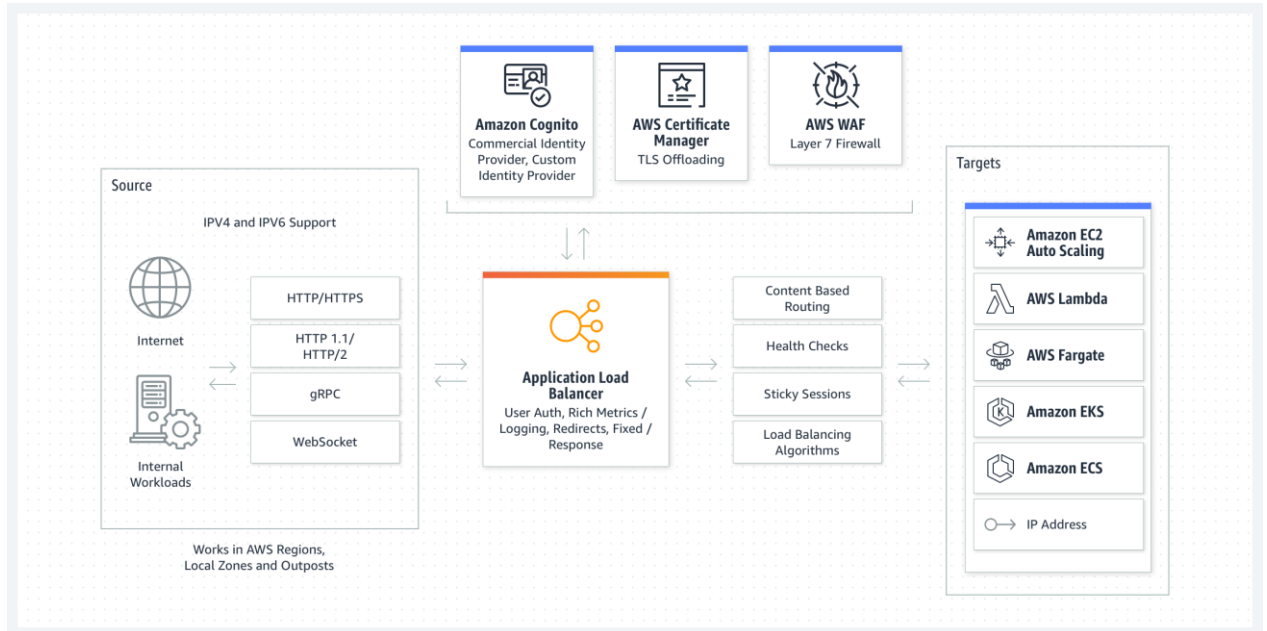 Amazon Cognito
Commercial Identity
Provider, Custom
Identity Provider
AWS Certificate
Manager
TLS Offloading
AWS WAF
Layer 7 Firewall
Source
IPV4 and IPV6 Support
Internet
Internal
Workloads
HTTP/HTTPS
HTTP 1.1/
HTTP/2
gRPC
WebSocket
Works in AWS Regions,
Local Zones and Outposts
Application Load
Balancer
User Auth, Rich Metrics /
Logging, Redirects, Fixed /
Response
Content Based
Routing
Health Checks
Sticky Sessions
Load Balancing
Algorithms
Targets
Amazon EC2
Auto Scaling
AWS Lambda
AWS Fargate
K
Amazon EKS
Amazon ECS
IP Address